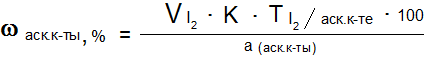 ω аск.к-ты, % = V I₂ · K · T I₂ / аск.к-те · 100
a (аск.к-ты)